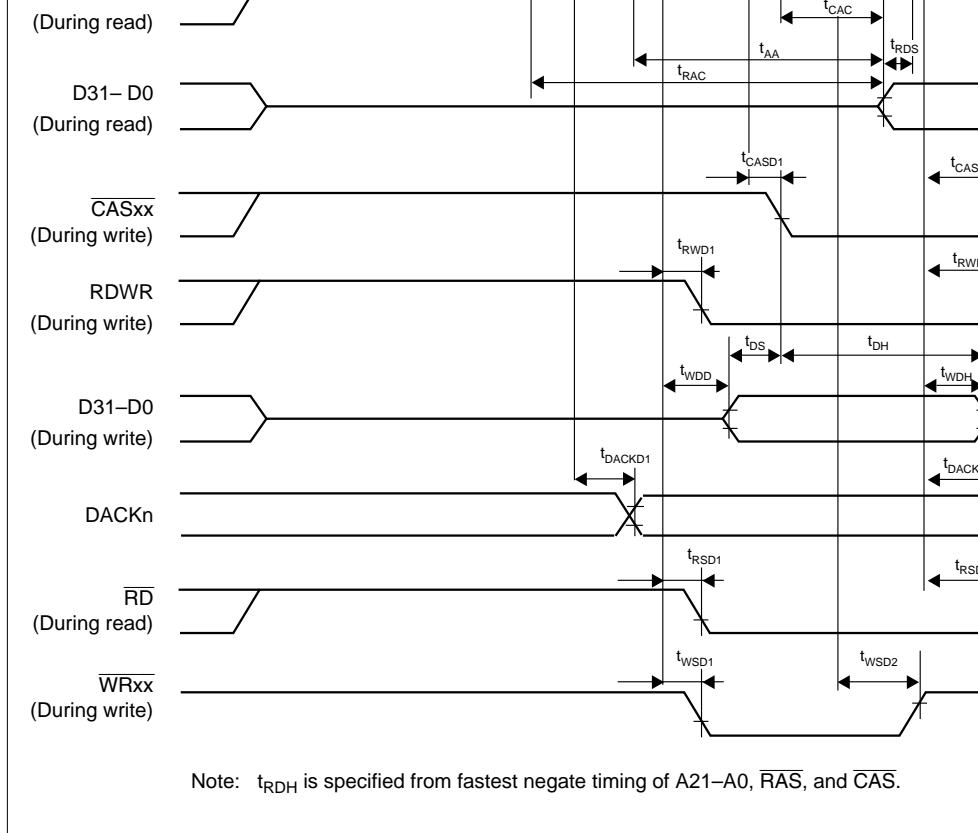 (During read)
tCAC
tAA
tRDS
tRAC
D31– D0
(During read)
tCASD1
tCAS
CASxx
(During write)
tRWD1
RDWR
(During write)
tDS
tDH
tWDD
tWDH
D31–D0
(During write)
tDACKD1
tDACK
DACKn
tRSD1
RD
(During read)
tWSD1
tWSD2
WRxx
(During write)
Note: tRDH is specified from fastest negate timing of A21–A0, RAS, and CAS.